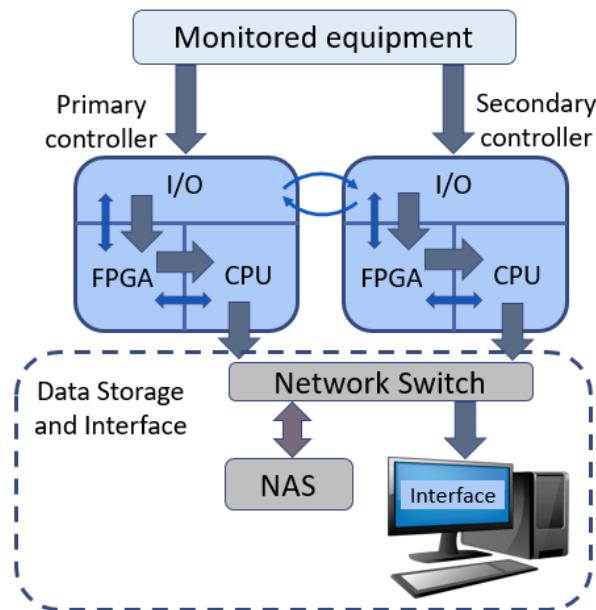 Monitored equipment
Primary
controller
Secondary
controller
I/O
I/O
FPGA
CPU
FPGA
CPU
Data Storage
and Interface
Network Switch
NAS
Interface